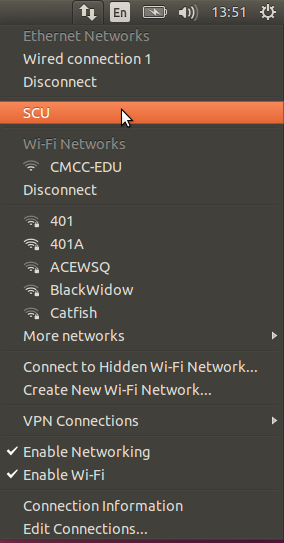 En 13:51
Ethernet Networks
Wired connection 1
Disconnect
SCU
Wi-Fi Networks
CMCC-EDU
Disconnect
401
401A
ACEWSQ
BlackWidow
Catfish
More networks
Connect to Hidden Wi-Fi Network...
Create New Wi-Fi Network...
VPN Connections
Enable Networking
Enable Wi-Fi
Connection Information
Edit Connections...